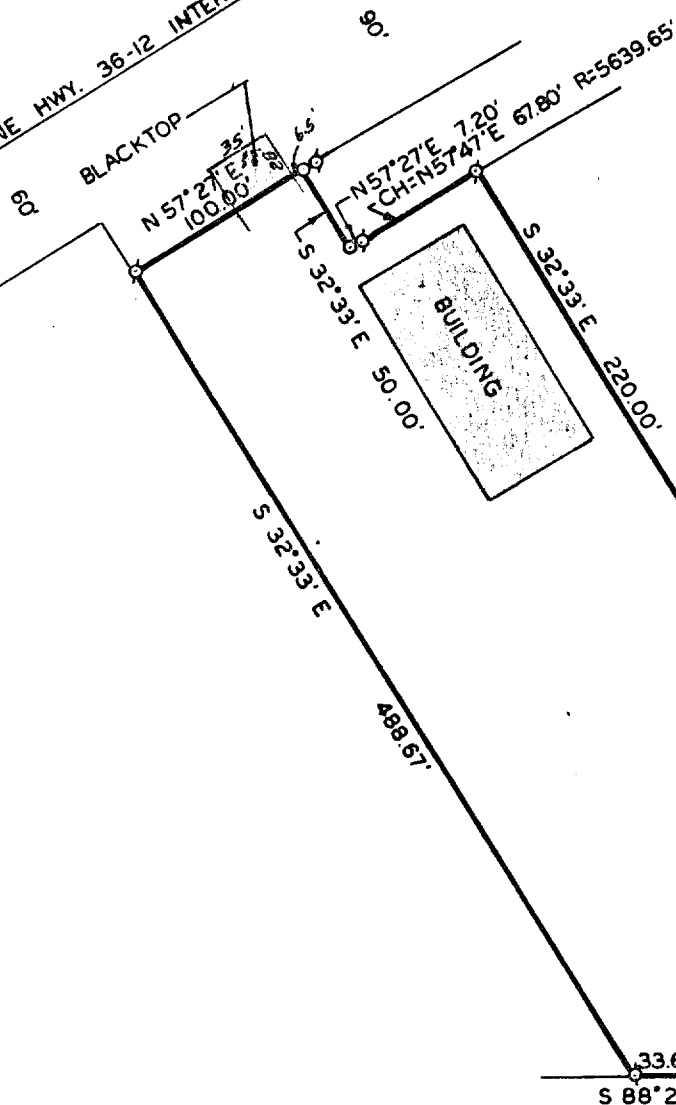 HWY. 36-12
90'
BLACKTOP
60'
35'
6.5'
N 57° 27' E
100.00'
N57°27'E 7.20'
CH=N57°47'E 67.80' R=5639.65'
S 32°33' E 50.00'
BUILDING
S 32°33' E 220.00'
S 32°33' E
488.67'
33.6
S 88°2